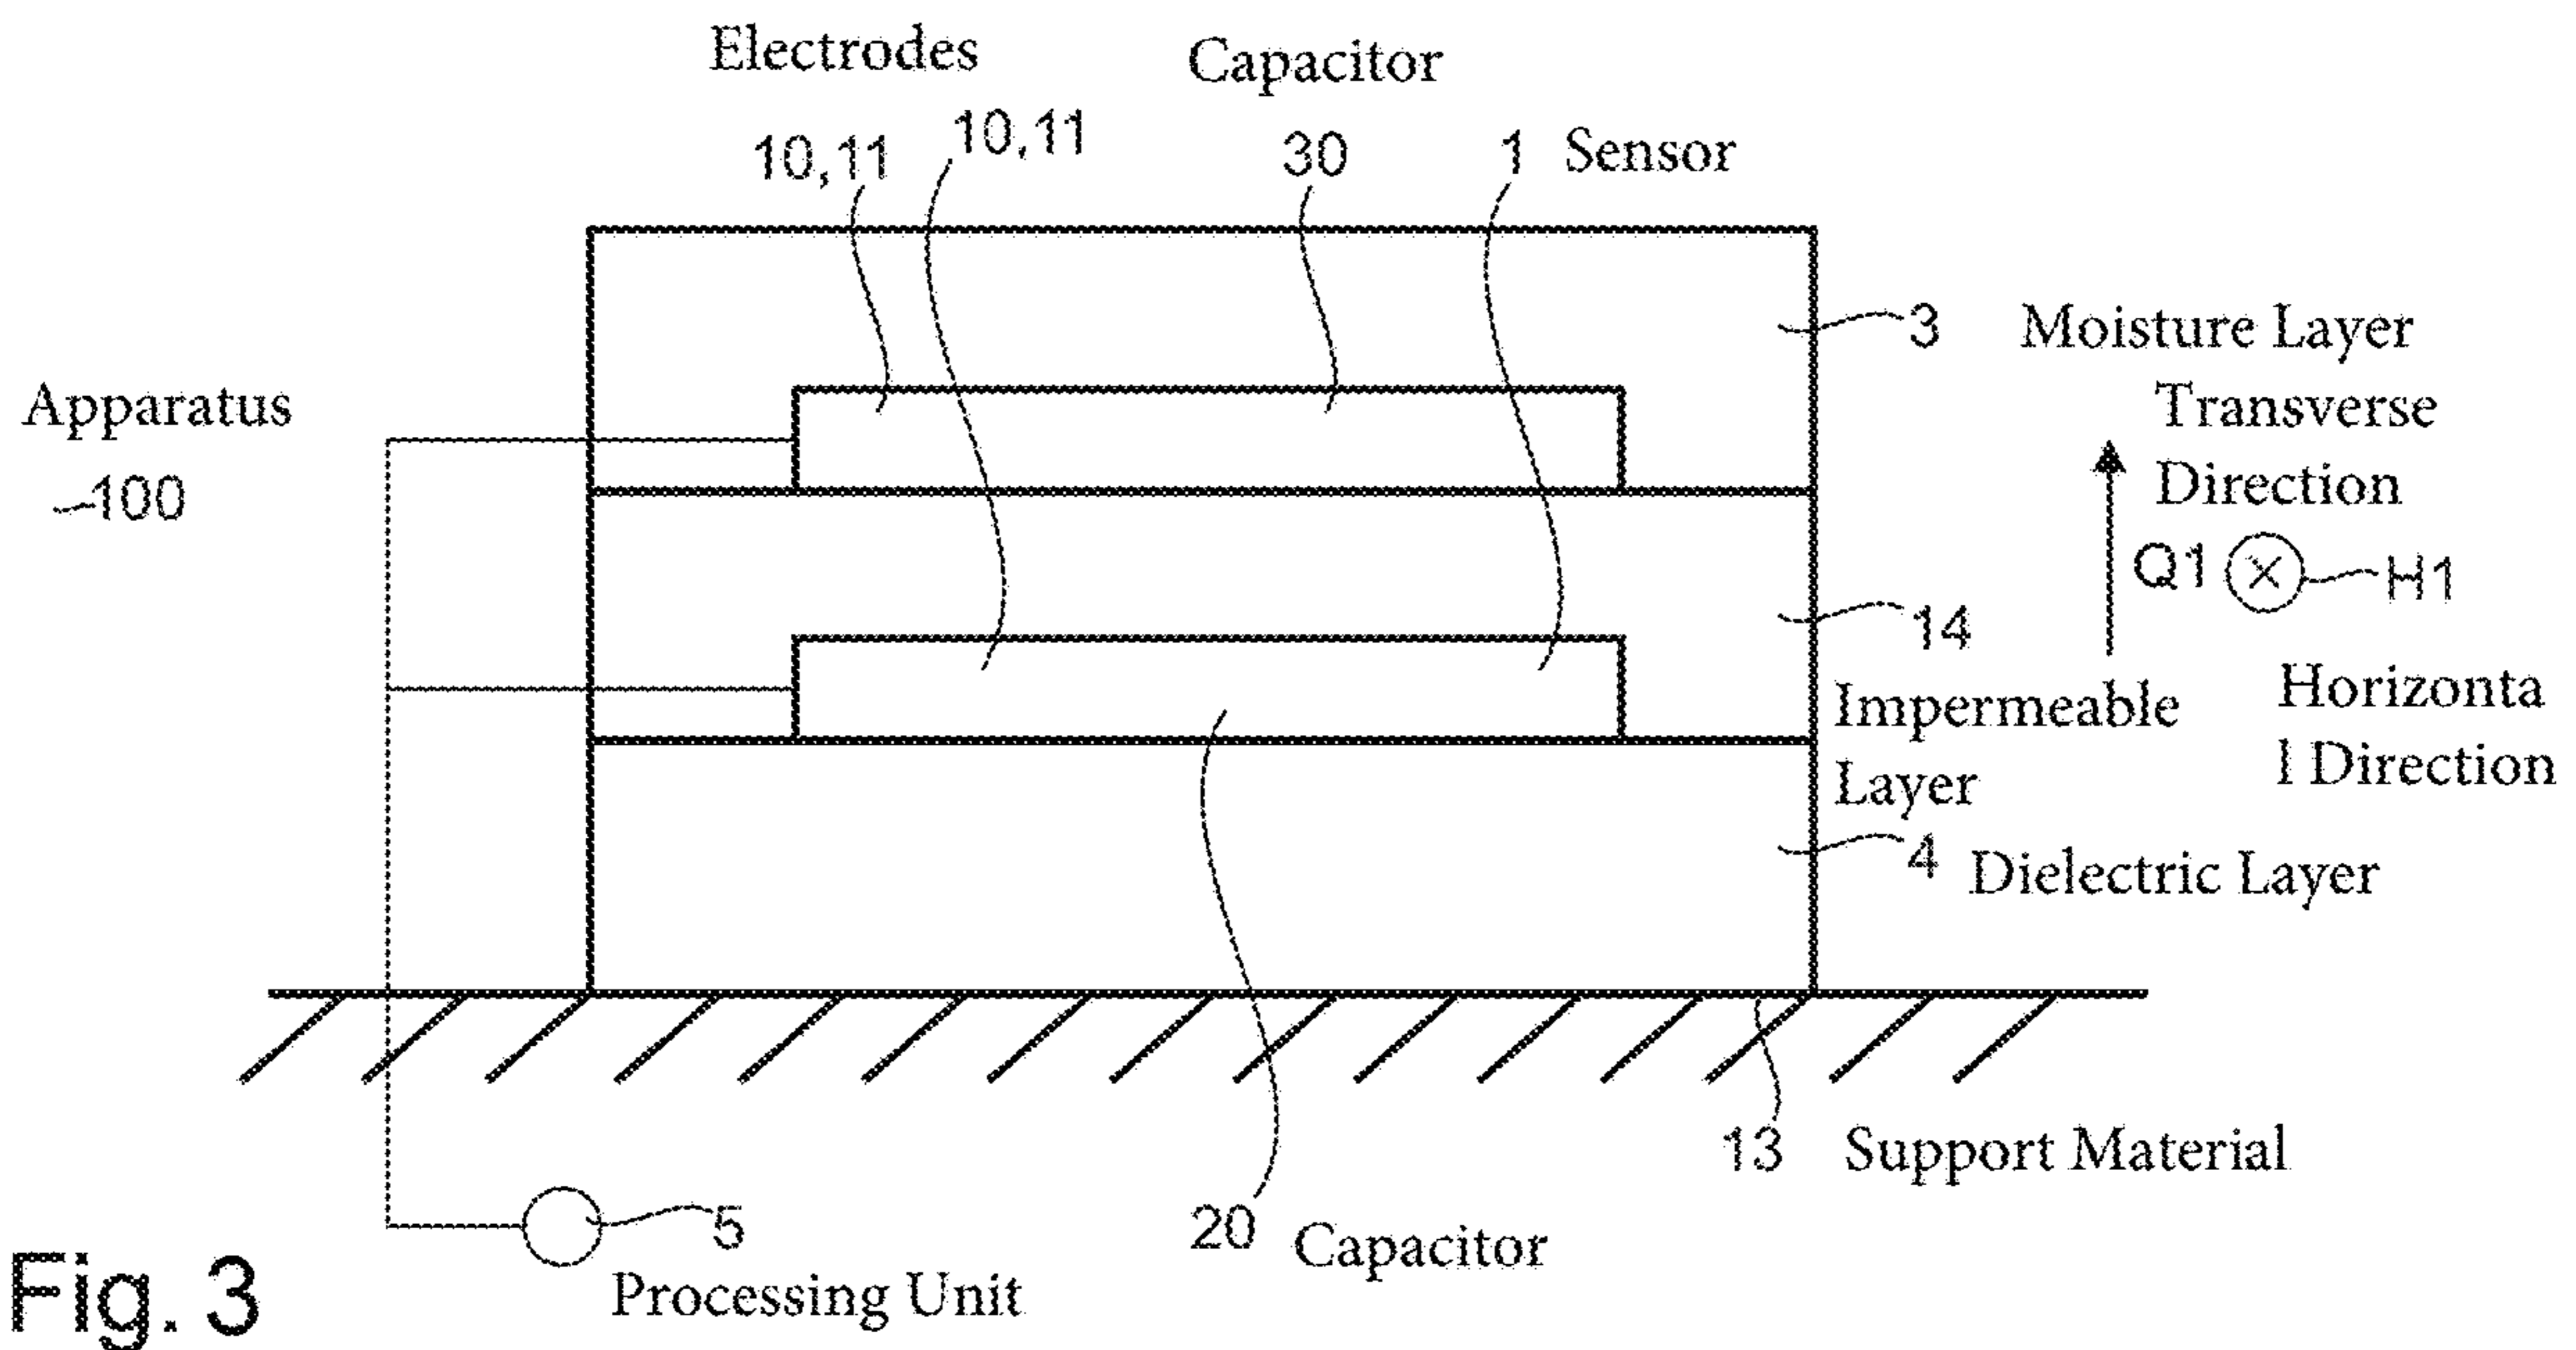 Electrodes
Capacitor
10,11
10,11
30
1 Sensor
3 Moisture Layer
Apparatus
100
Transverse
Direction
Q1
H1
14
Impermeable
Layer
Horizonta
l Direction
4 Dielectric Layer
13 Support Material
20 Capacitor
5
Processing Unit
Fig. 3